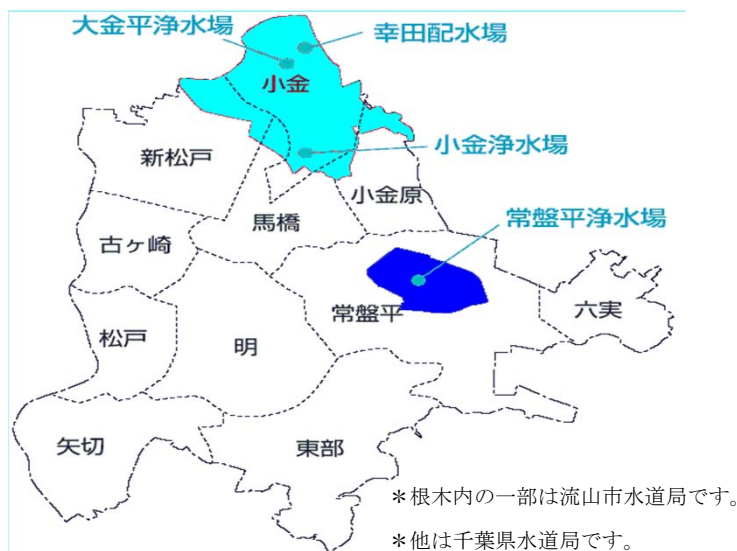 大金平浄水場
幸田配水場
小金
小金浄水場
新松戸
小金原
馬橋
常盤平浄水場
古ヶ崎
六実
常盤平
松戸
明
矢切
東部
＊根木内の一部は流山市水道局です。
＊他は千葉県水道局です。